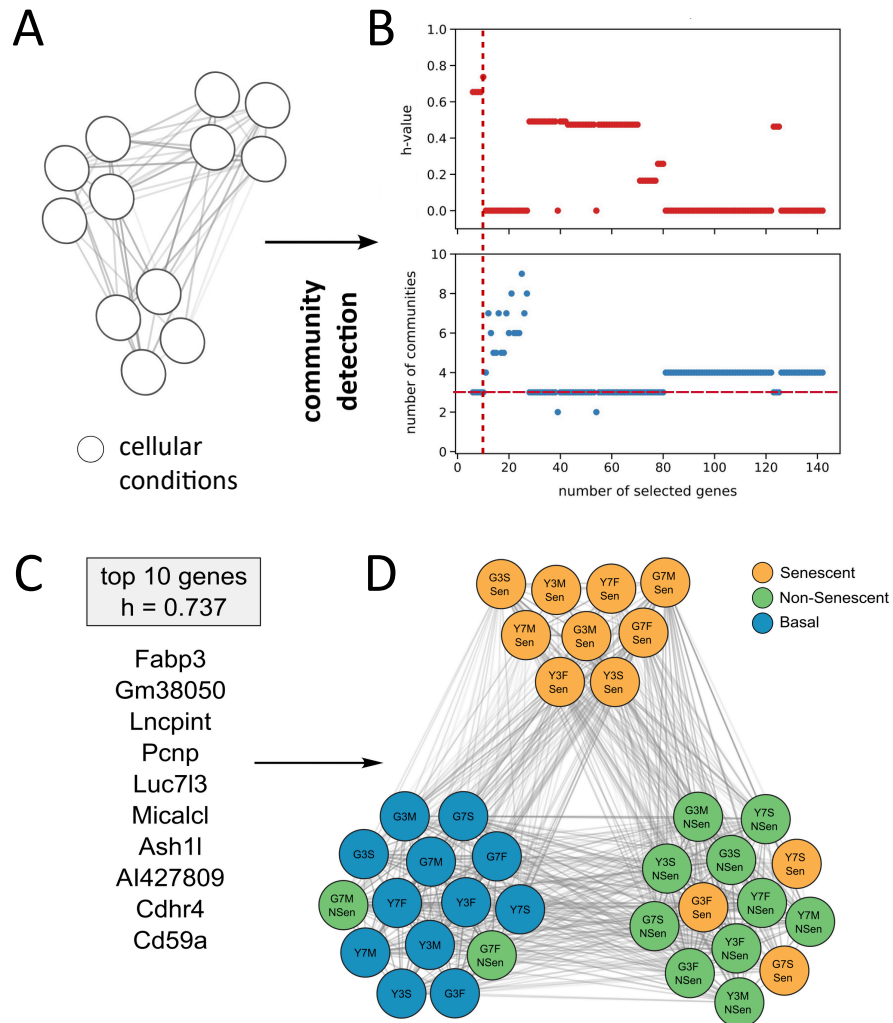 A
cellular
conditions
community
detection
B
h-value
1.0
0.8
0.6
0.4
0.2
0.0
number of communities
10
8
6
4
2
0
0 20 40 60 80 100 120 140
number of selected genes
C
top 10 genes
h = 0.737
Fabp3
Gm38050
Lncpint
Pcnp
Luc7l3
Micalcl
Ash1l
AI427809
Cdhr4
Cd59a
D
Senescent
Non-Senescent
Basal
G3S
Sen
Y3M
Sen
Y7F
Sen
G7M
Sen
Y7M
Sen
G3M
Sen
G7F
Sen
Y3F
Sen
Y3S
Sen
G3M
G7S
G3S
G7M
G7F
G7M
NSen
Y7F
Y3F
Y7S
Y7M
Y3M
G7F
NSen
Y3S
G3F
G3M
NSen
Y7S
NSen
Y3S
NSen
G3S
NSen
Y7S
Sen
G7S
NSen
G3F
Sen
Y7F
NSen
Y7M
NSen
Y3F
NSen
G3F
NSen
G7S
Sen
Y3M
NSen